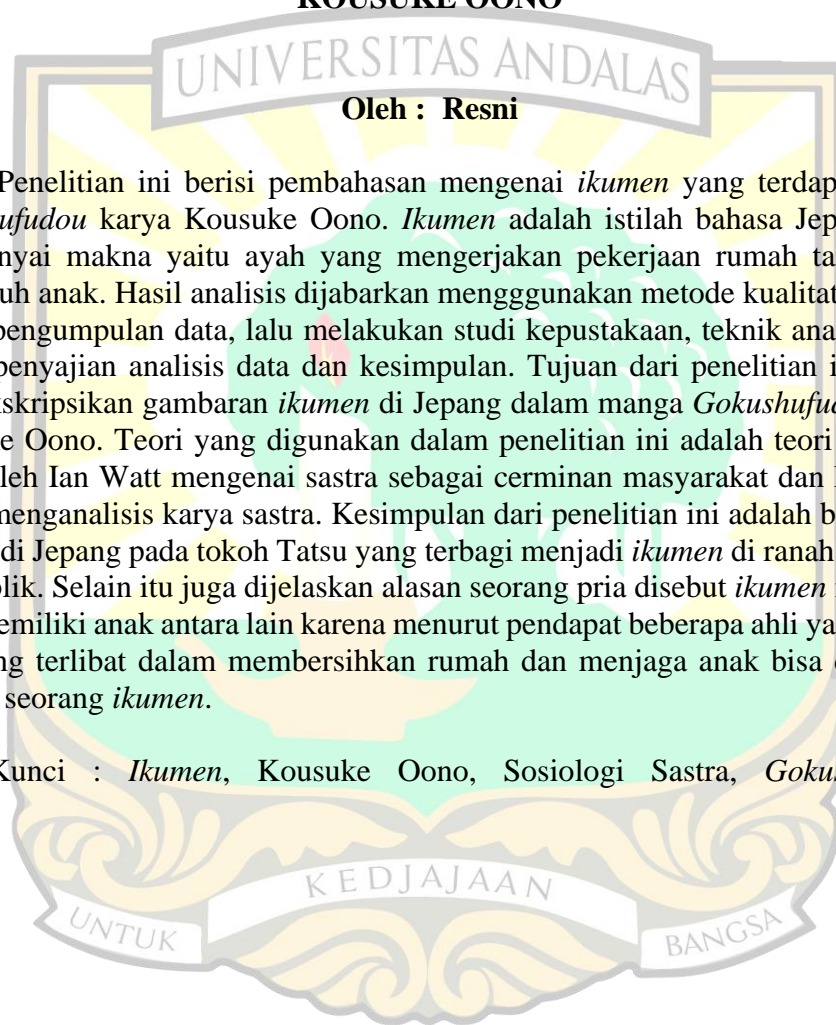 KOUSUKE OONO
UNIVERSITAS ANDALAS
Oleh : Resni
Penelitian ini berisi pembahasan mengenai ikumen yang terdap
ufudou karya Kousuke Oono. Ikumen adalah istilah bahasa Jep
nyai makna yaitu ayah yang mengerjakan pekerjaan rumah ta
uh anak. Hasil analisis dijabarkan mengggunakan metode kualitat
pengumpulan data, lalu melakukan studi kepustakaan, teknik ana
penyajian analisis data dan kesimpulan. Tujuan dari penelitian i
kskripsikan gambaran ikumen di Jepang dalam manga Gokushufud
e Oono. Teori yang digunakan dalam penelitian ini adalah teori
leh Ian Watt mengenai sastra sebagai cerminan masyarakat dan
menganalisis karya sastra. Kesimpulan dari penelitian ini adalah b
di Jepang pada tokoh Tatsu yang terbagi menjadi ikumen di ranah
lik. Selain itu juga dijelaskan alasan seorang pria disebut ikumen
emiliki anak antara lain karena menurut pendapat beberapa ahli ya
ng terlibat dalam membersihkan rumah dan menjaga anak bisa
seorang ikumen.
Kunci : Ikumen, Kousuke Oono, Sosiologi Sastra, Goku
KEDJAJAAN
UNTUK BANGSA